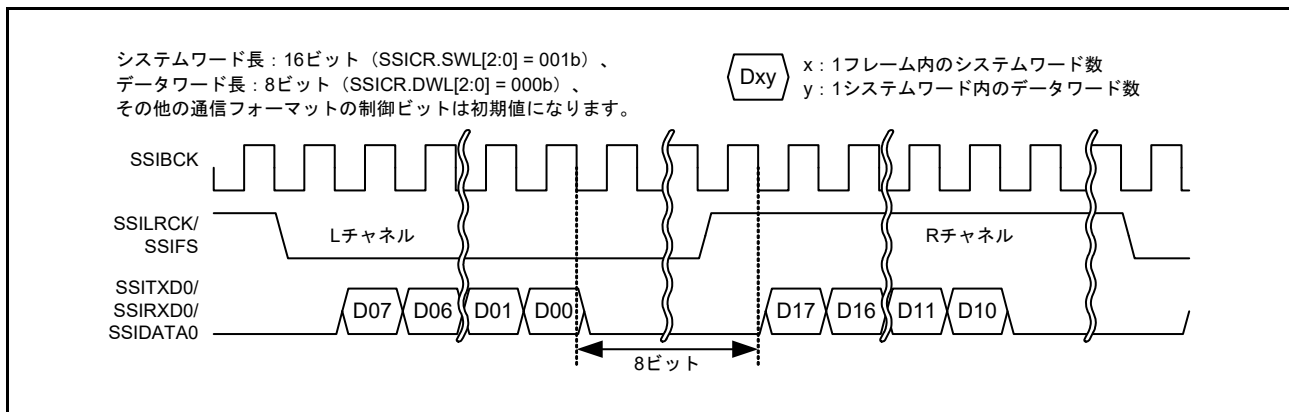 システムワード長：16ビット（SSICR.SWL[2:0] = 001b）、
データワード長：8ビット（SSICR.DWL[2:0] = 000b）、
その他の通信フォーマットの制御ビットは初期値になります。
Dxy
x：1フレーム内のシステムワード数
y：1システムワード内のデータワード数
SSIBCK
SSILRCK/
SSIFS
Lチャネル
Rチャネル
SSITXD0/
SSIRXD0/
SSIDATA0
D07 D06 D01 D00 D17 D16 D11 D10
8ビット